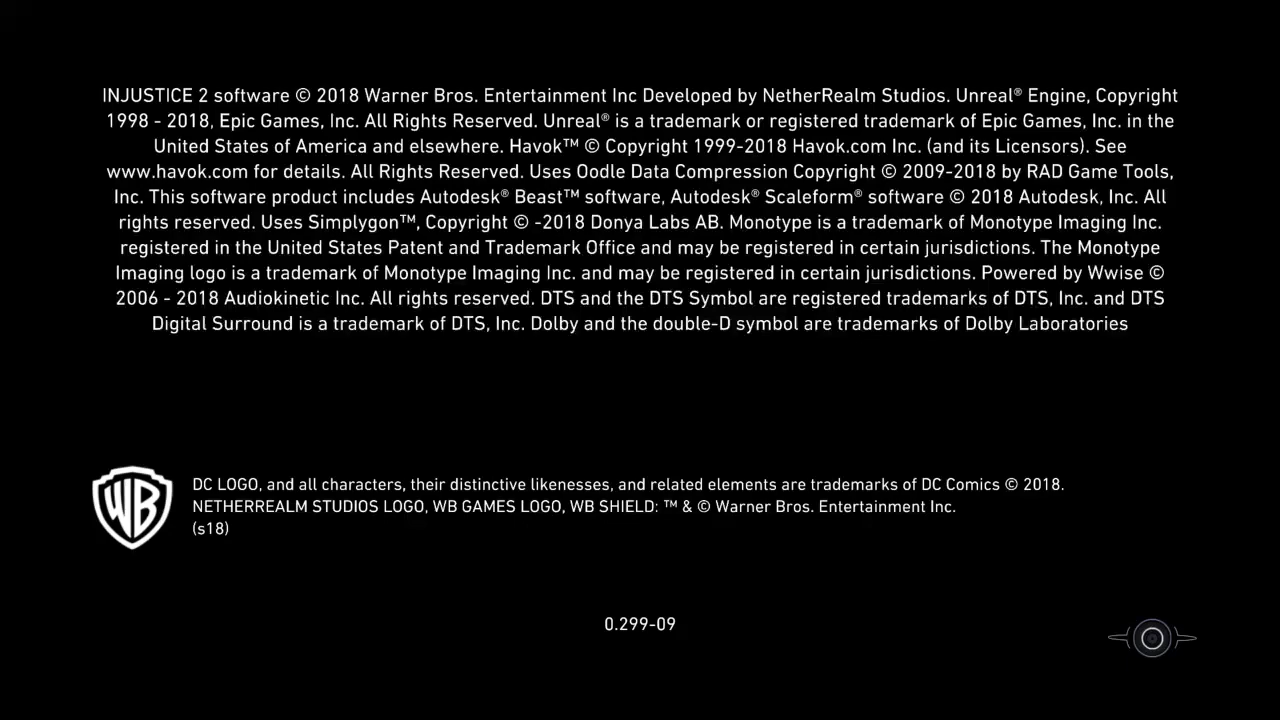 INJUSTICE 2 software © 2018 Warner Bros. Entertainment Inc Developed by NetherRealm Studios. Unreal® Engine, Copyright
1998 - 2018, Epic Games, Inc. All Rights Reserved. Unreal® is a trademark or registered trademark of Epic Games, Inc. in the
United States of America and elsewhere. Havok™ © Copyright 1999-2018 Havok.com Inc. (and its Licensors). See
www.havok.com for details. All Rights Reserved. Uses Oodle Data Compression Copyright © 2009-2018 by RAD Game Tools,
Inc. This software product includes Autodesk® Beast™ software, Autodesk® Scaleform® software © 2018 Autodesk, Inc. All
rights reserved. Uses Simplygon™, Copyright © -2018 Donya Labs AB. Monotype is a trademark of Monotype Imaging Inc.
registered in the United States Patent and Trademark Office and may be registered in certain jurisdictions. The Monotype
Imaging logo is a trademark of Monotype Imaging Inc. and may be registered in certain jurisdictions. Powered by Wwise ©
2006 - 2018 Audiokinetic Inc. All rights reserved. DTS and the DTS Symbol are registered trademarks of DTS, Inc. and DTS
Digital Surround is a trademark of DTS, Inc. Dolby and the double-D symbol are trademarks of Dolby Laboratories
WB
DC LOGO, and all characters, their distinctive likenesses, and related elements are trademarks of DC Comics © 2018.
NETHERREALM STUDIOS LOGO, WB GAMES LOGO, WB SHIELD: ™ & © Warner Bros. Entertainment Inc.
(s18)
0.299-09